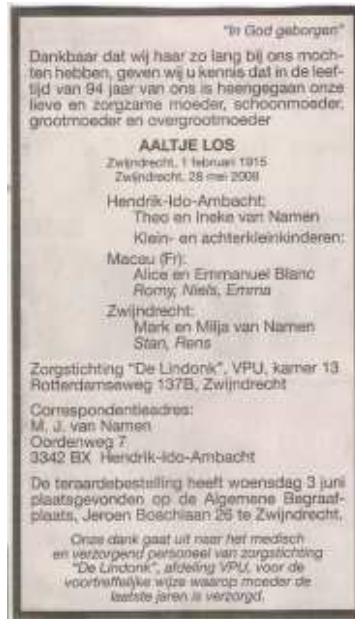 "In God geborgen"
Dankbaar dat wij haar zo lang bij ons moch-
ten hebben, geven wij u kennis dat in de leef-
tijd van 94 jaar van ons is heengegaan onze
lieve en zorgzame moeder, schoonmoeder,
grootmoeder en overgrootmoeder
AALTJE LOS
Zwijndrecht, 1 februari 1915
Zwijndrecht, 28 mei 2009
Hendrik-Ido-Ambacht:
Theo en Ineke van Namen
Klein- en achterkleinkinderen:
Macau (Fr):
Alice en Emmanuel Blanc
Romy, Niels, Emma
Zwijndrecht:
Mark en Milja van Namen
Stan, Rens
Zorgstichting "De Lindonk", VPU, kamer 13
Rotterdamseweg 137B, Zwijndrecht
Correspondentieadres:
M. J. van Namen
Oordenweg 7
3342 BX Hendrik-Ido-Ambacht
De teraardebestelling heeft woensdag 3 juni
plaatsgevonden op de Algemene Begraaf-
plaats, Jeroen Boschlaan 26 te Zwijndrecht.
Onze dank gaat uit naar het medisch
en verzorgend personeel van zorgstichting
"De Lindonk", afdeling VPU, voor de
voortreffelijke wijze waarop moeder de
laatste jaren is verzorgd.